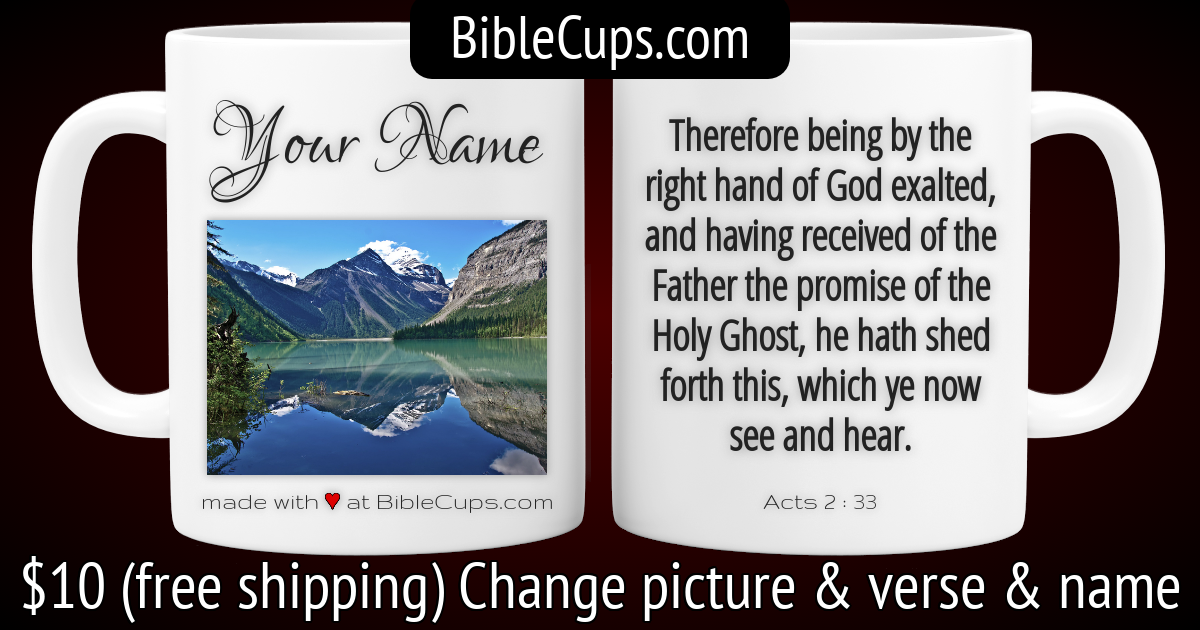 BibleCups.com
Your Name
made with ♥ at BibleCups.com
Therefore being by the
right hand of God exalted,
and having received of the
Father the promise of the
Holy Ghost, he hath shed
forth this, which ye now
see and hear.
Acts 2 : 33
$10 (free shipping) Change picture & verse & name